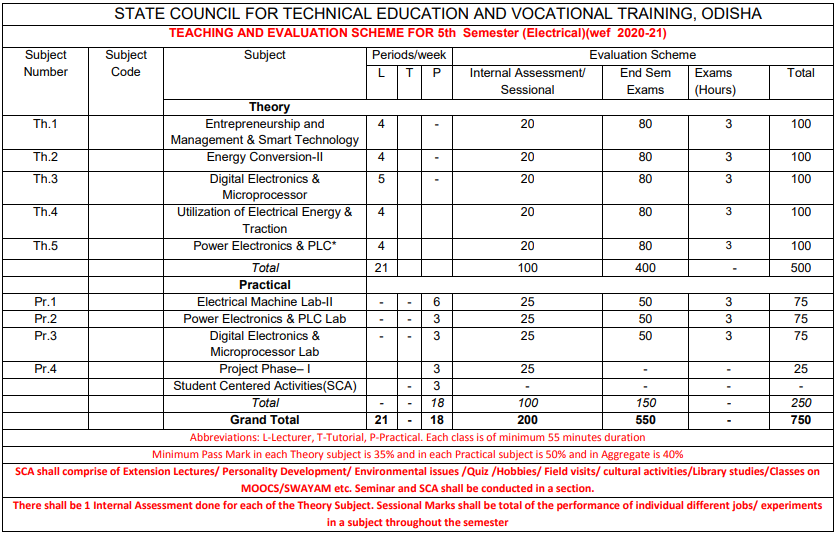 STATE COUNCIL FOR TECHNICAL EDUCATION AND VOCATIONAL TRAINING, ODISHA
TEACHING AND EVALUATION SCHEME FOR 5th Semester (Electrical)(wef 2020-21)
Subject Number Subject Code Subject Periods/week Evaluation Scheme
L T P Internal Assessment/ Sessional End Sem Exams Exams (Hours) Total
Theory
Th.1 Entrepreneurship and 4 - 20 80 3 100
Management & Smart Technology
Th.2 Energy Conversion-II 4 - 20 80 3 100
Th.3 Digital Electronics & 5 - 20 80 3 100
Microprocessor
Th.4 Utilization of Electrical Energy & 4 20 80 3 100
Traction
Th.5 Power Electronics & PLC* 4 20 80 3 100
Total 21 100 400 - 500
Practical
Pr.1 Electrical Machine Lab-II - - 6 25 50 3 75
Pr.2 Power Electronics & PLC Lab - - 3 25 50 3 75
Pr.3 Digital Electronics & - - 3 25 50 3 75
Microprocessor Lab
Pr.4 Project Phase– I 3 25 - - 25
Student Centered Activities(SCA) - 3 - - - -
Total - - 18 100 150 - 250
Grand Total 21 - 18 200 550 - 750
Abbreviations: L-Lecturer, T-Tutorial, P-Practical. Each class is of minimum 55 minutes duration
Minimum Pass Mark in each Theory subject is 35% and in each Practical subject is 50% and in Aggregate is 40%
SCA shall comprise of Extension Lectures/ Personality Development/ Environmental issues /Quiz /Hobbies/ Field visits/ cultural activities/Library studies/Classes on
MOOCS/SWAYAM etc. Seminar and SCA shall be conducted in a section.
There shall be 1 Internal Assessment done for each of the Theory Subject. Sessional Marks shall be total of the performance of individual different jobs/ experiments
in a subject throughout the semester